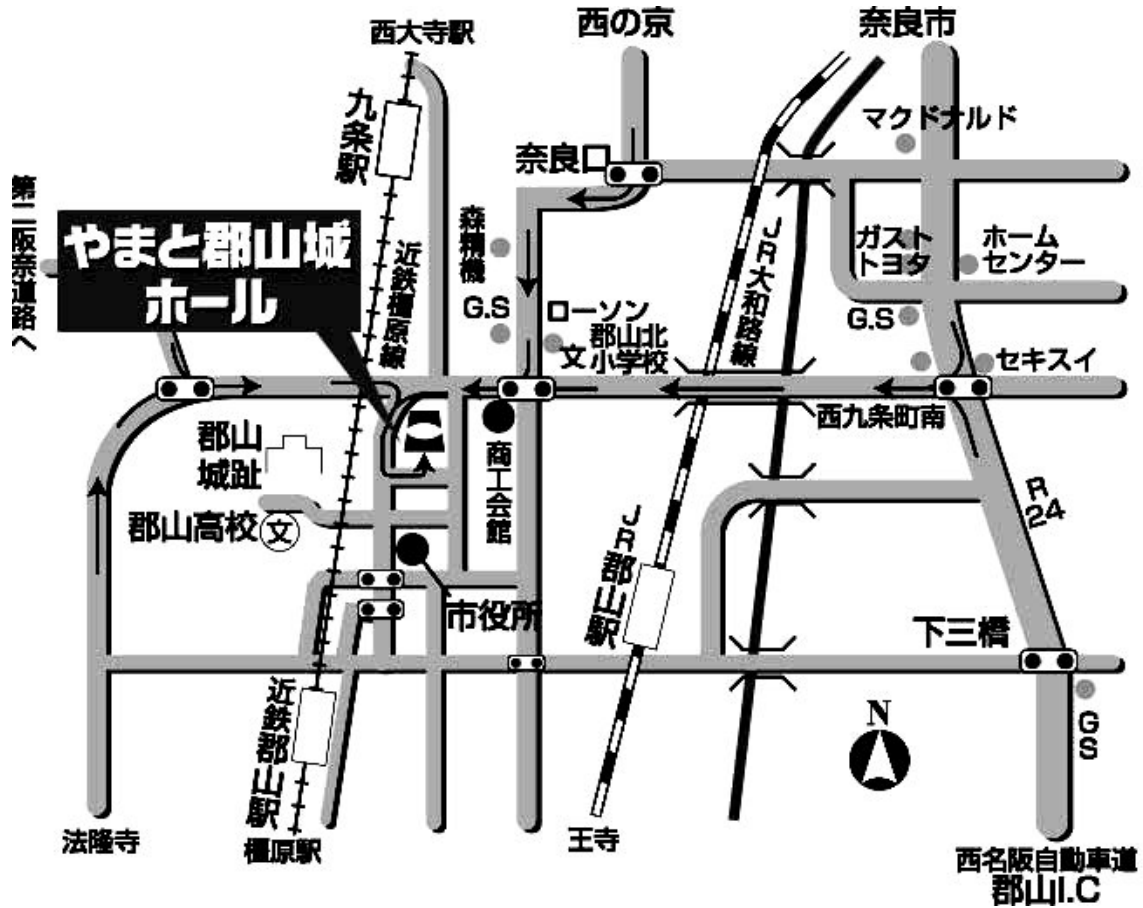 西大寺駅
西の京
奈良市
九条駅
マクドナルド
奈良口
第二阪奈道路へ
やまと郡山城
ホール
近鉄橿原線
森精機
JR大和路線
ガスト
トヨタ
ホーム
センター
G.S
ローソン
G.S
文
郡山北
小学校
セキスイ
西九条町南
郡山
城趾
商工会館
R
24
郡山高校
文
JR郡山駅
市役所
下三橋
近鉄郡山駅
N
GS
法隆寺
橿原駅
王寺
西名阪自動車道
郡山I.C